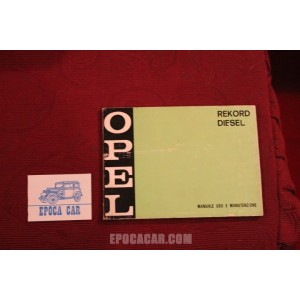 OPEL
REKORD
DIESEL
MANUALE USO E MANUTENZIONE
EPOCA CAR
EPOCACAR.COM